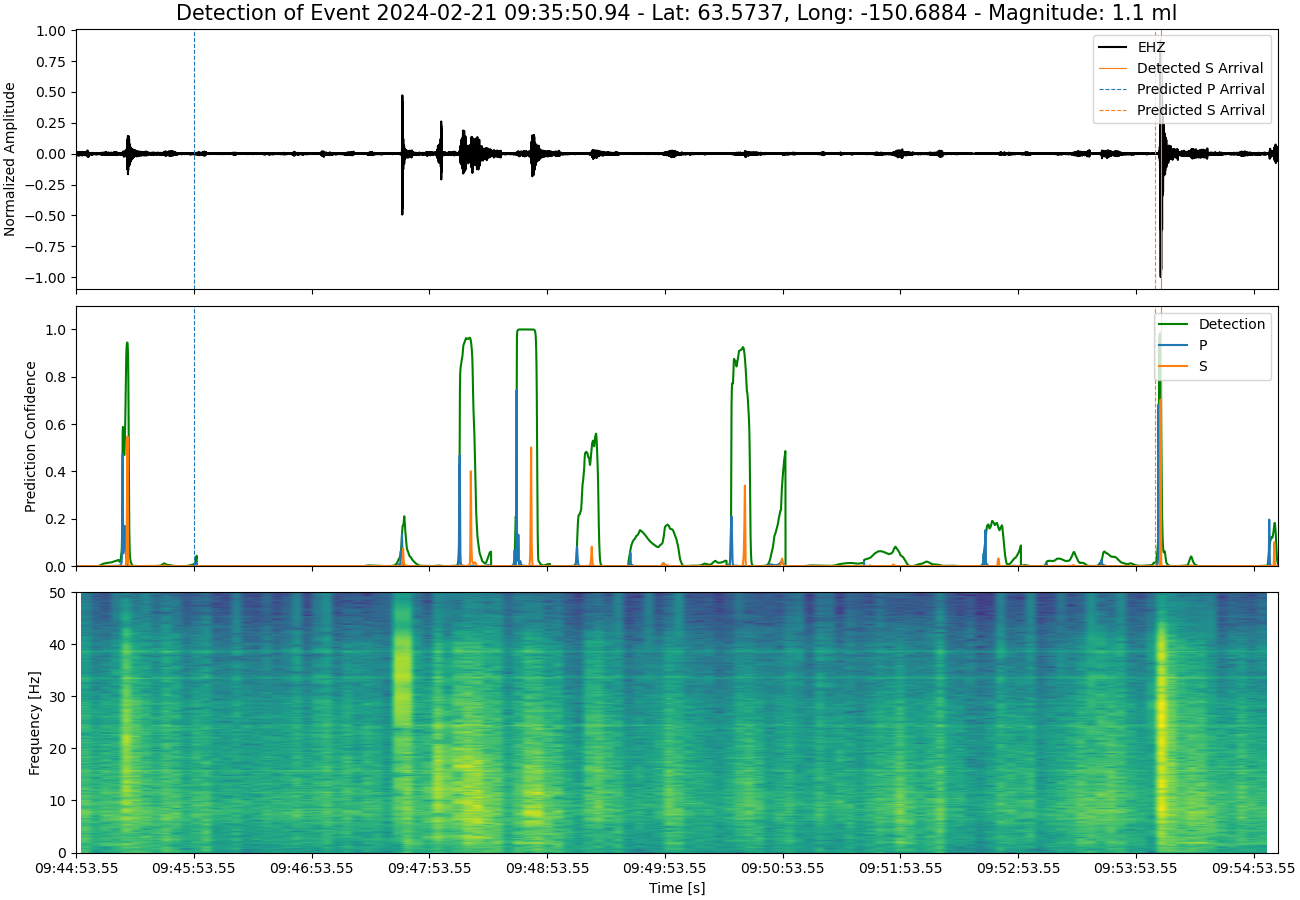 Detection of Event 2024-02-21 09:35:50.94 - Lat: 63.5737, Long: -150.6884 - Magnitude: 1.1 ml
Normalized Amplitude
1.00
0.75
0.50
0.25
0.00
−0.25
−0.50
−0.75
−1.00
EHZ
Detected S Arrival
Predicted P Arrival
Predicted S Arrival
Prediction Confidence
1.0
0.8
0.6
0.4
0.2
0.0
Detection
P
S
Frequency [Hz]
50
40
30
20
10
0
09:44:53.55 09:45:53.55 09:46:53.55 09:47:53.55 09:48:53.55 09:49:53.55 09:50:53.55 09:51:53.55 09:52:53.55 09:53:53.55 09:54:53.55
Time [s]